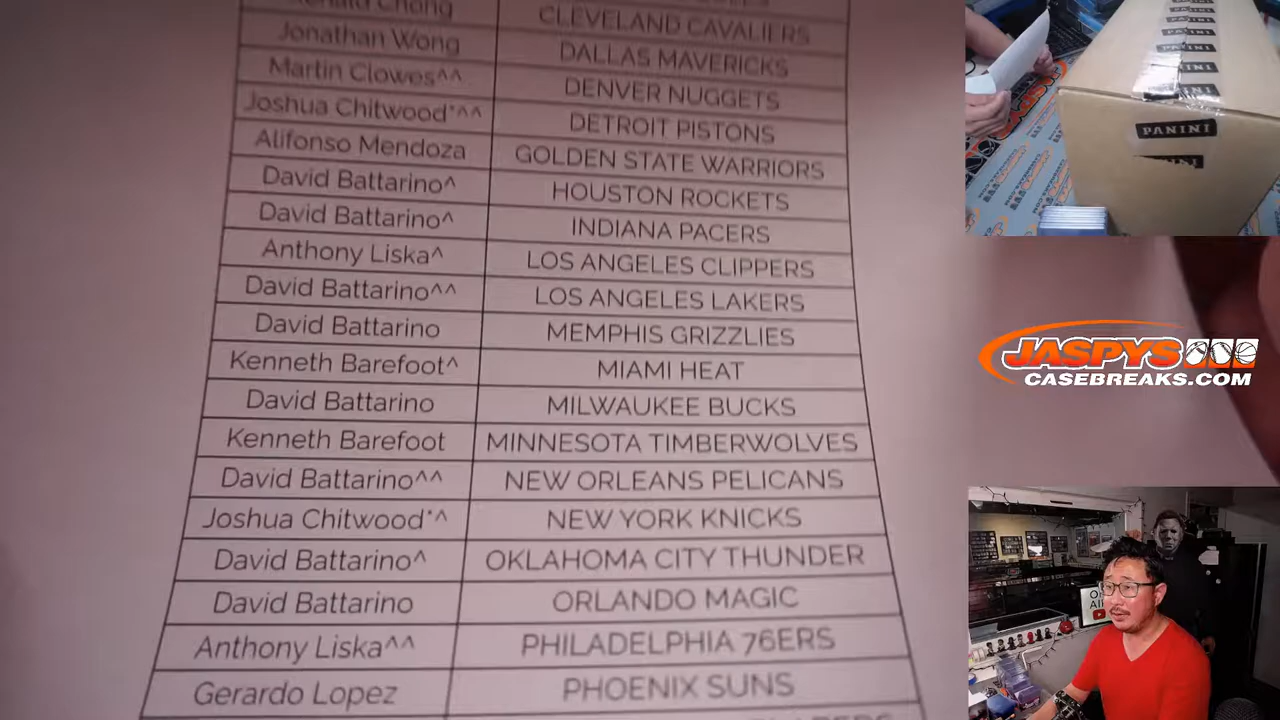 CLEVELAND CAVALIERS
Jonathan Wong DALLAS MAVERICKS
Martin Clowes^^ DENVER NUGGETS
Joshua Chitwood*^^ DETROIT PISTONS
Alifonso Mendoza GOLDEN STATE WARRIORS
David Battarino^ HOUSTON ROCKETS
David Battarino^ INDIANA PACERS
Anthony Liska^ LOS ANGELES CLIPPERS
David Battarino^^ LOS ANGELES LAKERS
David Battarino MEMPHIS GRIZZLIES
Kenneth Barefoot^ MIAMI HEAT
David Battarino MILWAUKEE BUCKS
Kenneth Barefoot MINNESOTA TIMBERWOLVES
David Battarino^^ NEW ORLEANS PELICANS
Joshua Chitwood*^ NEW YORK KNICKS
David Battarino^ OKLAHOMA CITY THUNDER
David Battarino ORLANDO MAGIC
Anthony Liska^^ PHILADELPHIA 76ERS
Gerardo Lopez PHOENIX SUNS
PANINI
JASPYS
CASEBREAKS.COM